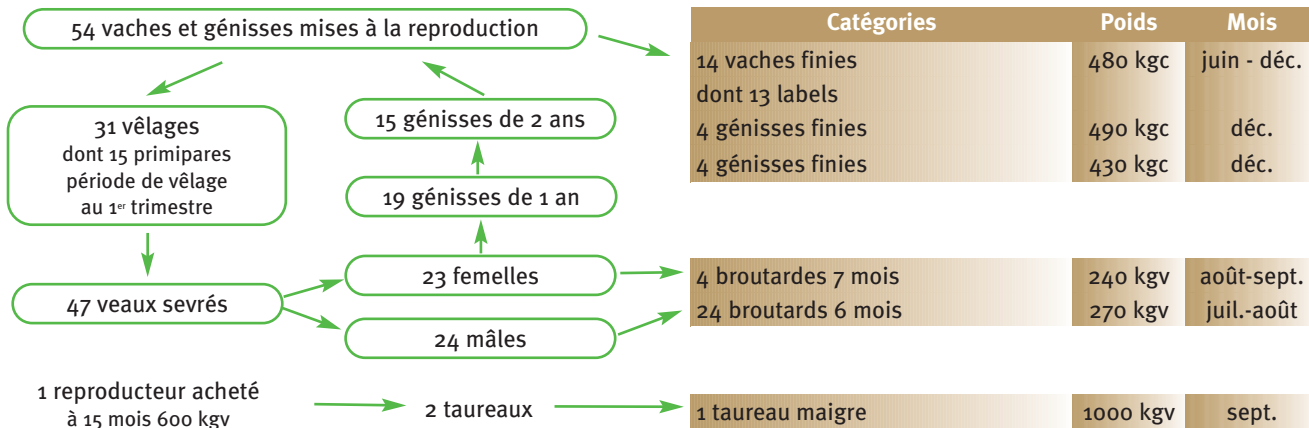 54 vaches et génisses mises à la reproduction
31 vêlages
dont 15 primipares
période de vêlage
au 1er trimestre
15 génisses de 2 ans
19 génisses de 1 an
47 veaux sevrés
23 femelles
24 mâles
1 reproducteur acheté
à 15 mois 600 kgv
2 taureaux
Catégories Poids Mois
14 vaches finies 480 kgc juin - déc.
dont 13 labels
4 génisses finies 490 kgc déc.
4 génisses finies 430 kgc déc.
4 broutardes 7 mois 240 kgv août-sept.
24 broutards 6 mois 270 kgv juil.-août
1 taureau maigre 1000 kgv sept.